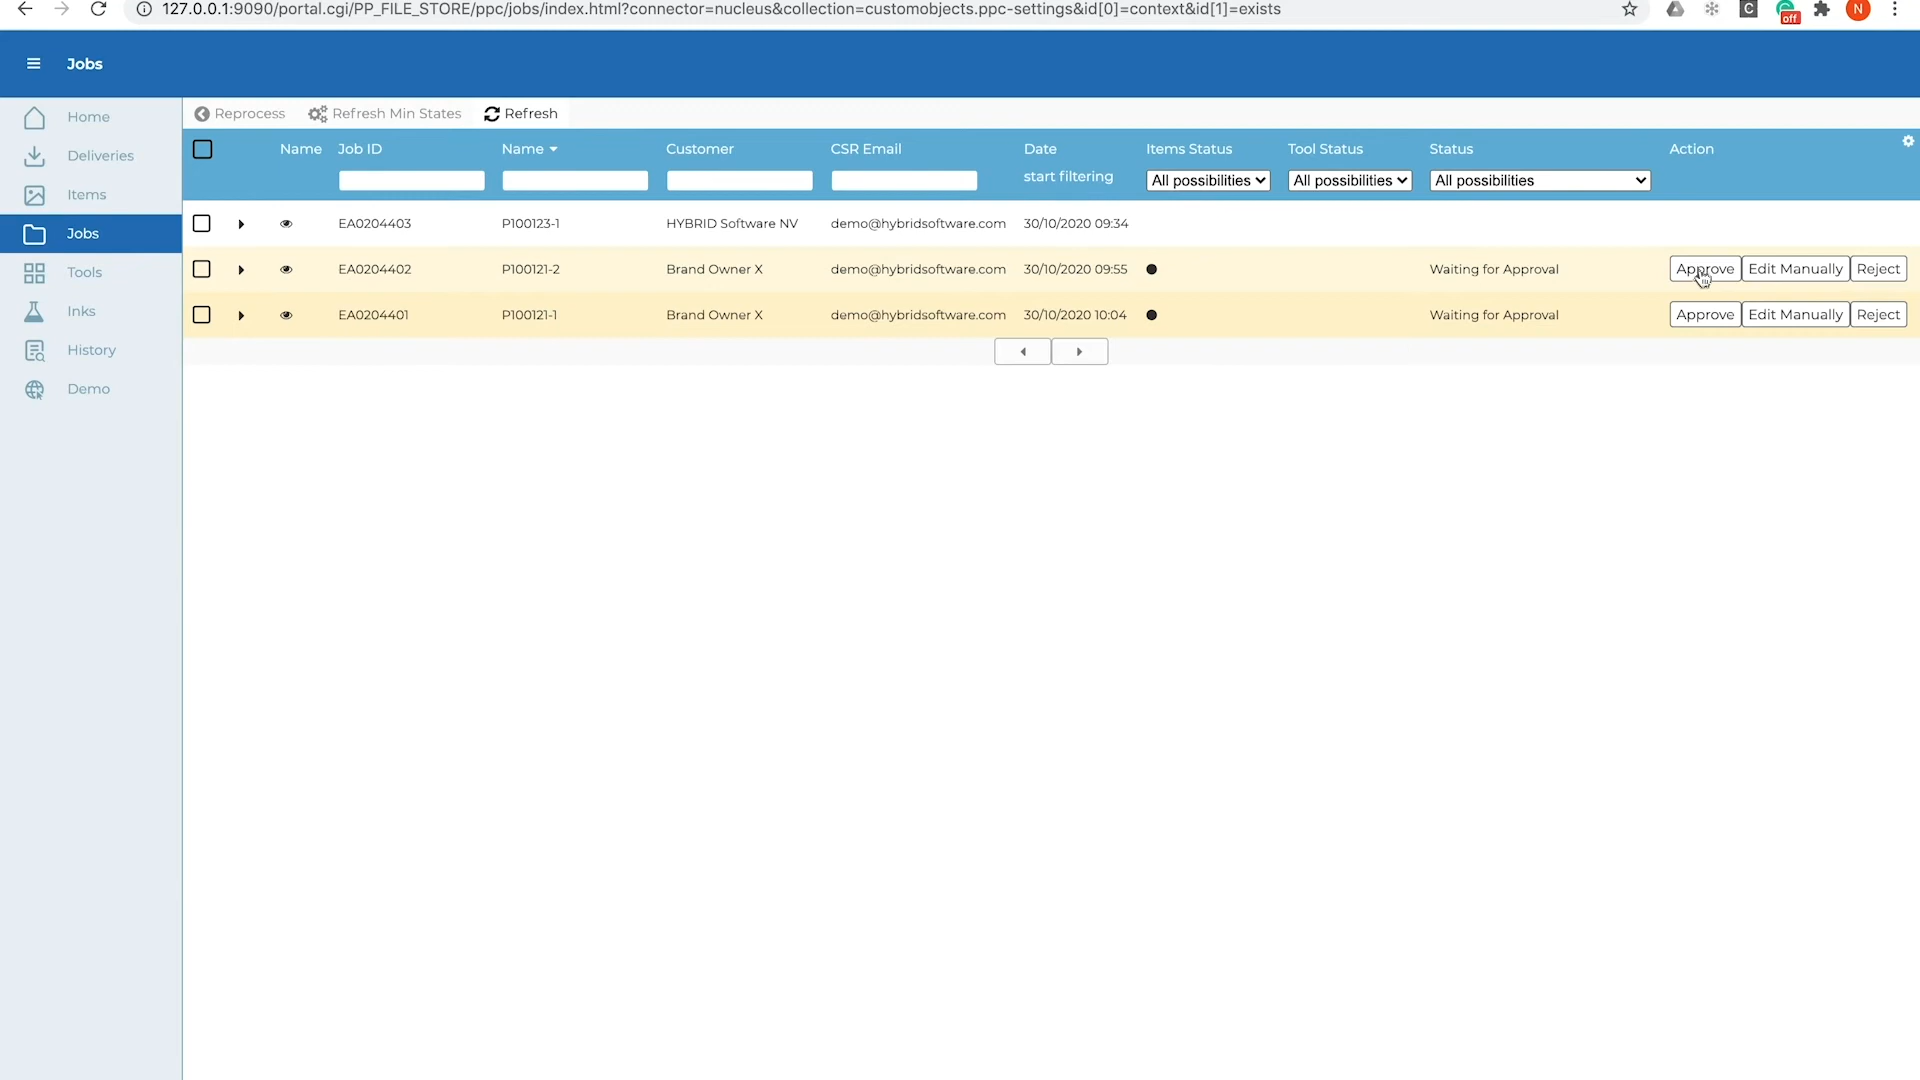 127.0.0.1:9090/portal.cgi/PP_FILE_STORE/ppc/jobs/index.html?connector=nucleus&collection=customobjects.ppc-settings&id[0]=context&id[1]=exists
C
off
N
Jobs
Home
Deliveries
Items
Jobs
Tools
Inks
History
Demo
Reprocess Refresh Min States Refresh
Name Job ID Name Customer CSR Email Date Items Status Tool Status Status Action
start filtering All possibilities All possibilities All possibilities
EA0204403 P100123-1 HYBRID Software NV demo@hybridsoftware.com 30/10/2020 09:34
EA0204402 P100121-2 Brand Owner X demo@hybridsoftware.com 30/10/2020 09:55 Waiting for Approval Approve Edit Manually Reject
EA0204401 P100121-1 Brand Owner X demo@hybridsoftware.com 30/10/2020 10:04 Waiting for Approval Approve Edit Manually Reject